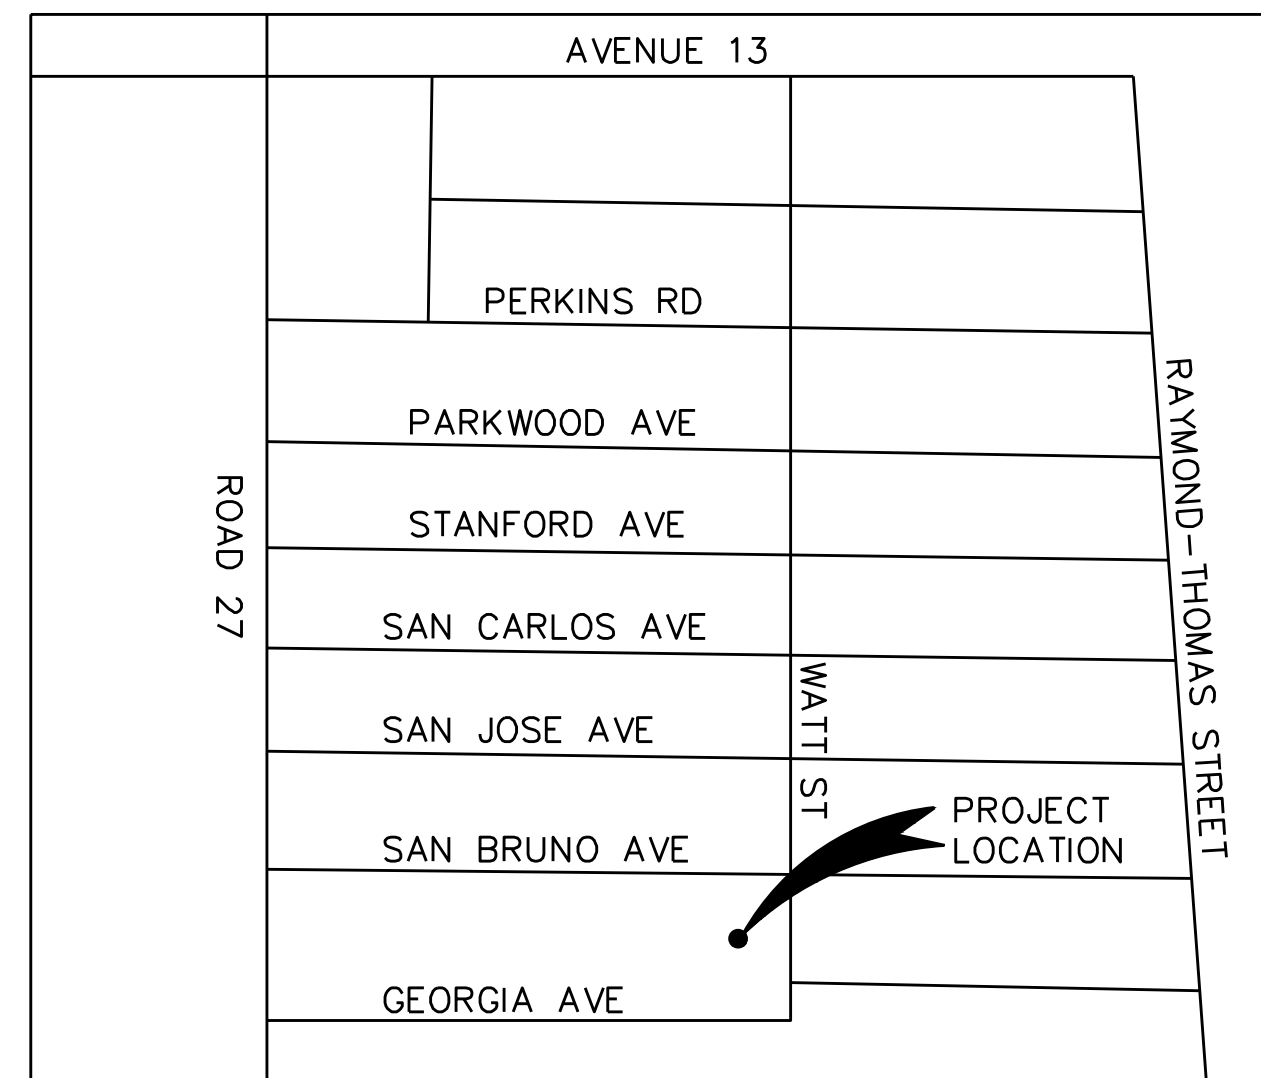 AVENUE 13
PERKINS RD
RAYMOND-THOMAS STREET
PARKWOOD AVE
ROAD 27
STANFORD AVE
SAN CARLOS AVE
WATT ST
SAN JOSE AVE
PROJECT
LOCATION
SAN BRUNO AVE
GEORGIA AVE